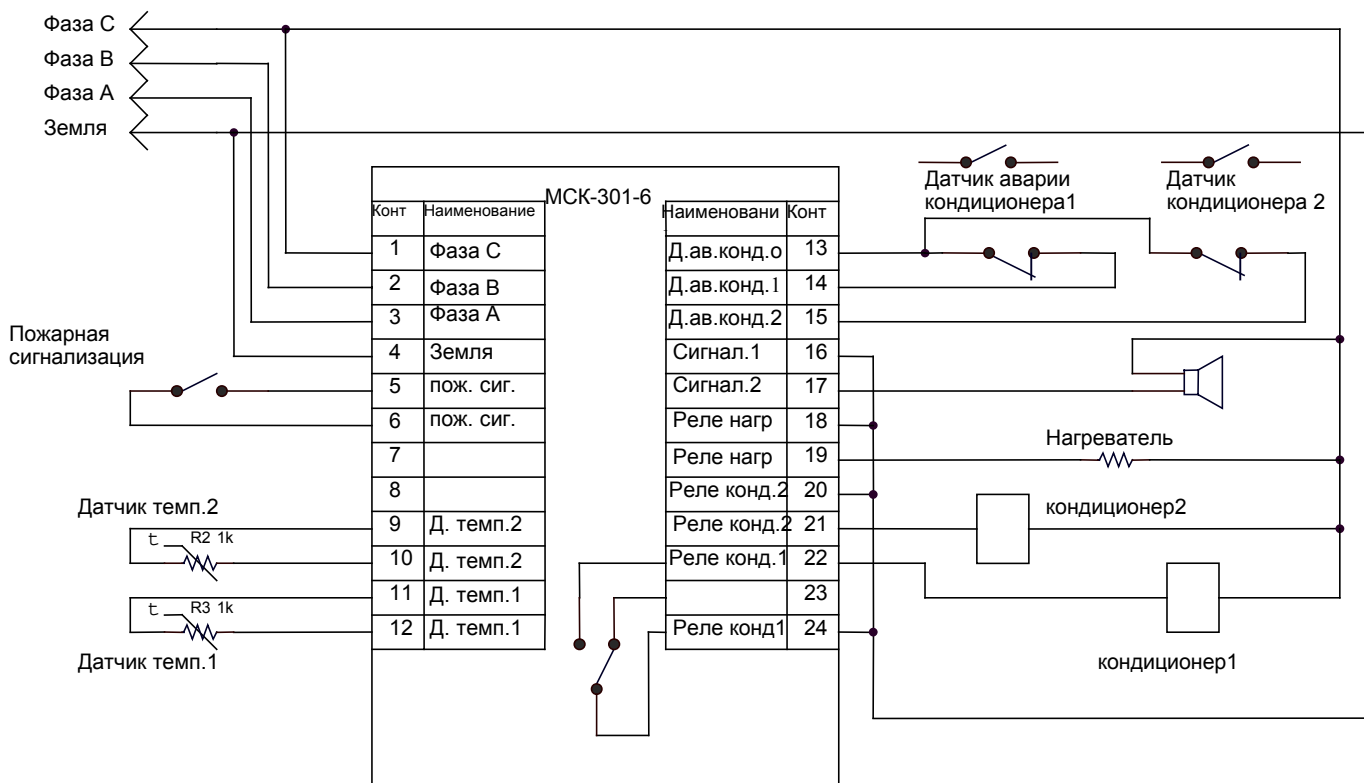 Фаза С
Фаза В
Фаза А
Земля
МСК-301-6
Конт Наименование
1 Фаза С
2 Фаза В
3 Фаза А
4 Земля
5 пож. сиг.
6 пож. сиг.
7
8
9 Д. темп.2
10 Д. темп.2
11 Д. темп.1
12 Д. темп.1
Наименовани Конт
Д.ав.конд.о 13
Д.ав.конд.1 14
Д.ав.конд.2 15
Сигнал.1 16
Сигнал.2 17
Реле нагр 18
Реле нагр 19
Реле конд.2 20
Реле конд.2 21
Реле конд.1 22
23
Реле конд1 24
Пожарная
сигнализация
Датчик темп.2
t R2 1k
t R3 1k
Датчик темп.1
Датчик аварии
кондиционера1
Датчик
кондиционера 2
Нагреватель
кондиционер2
кондиционер1